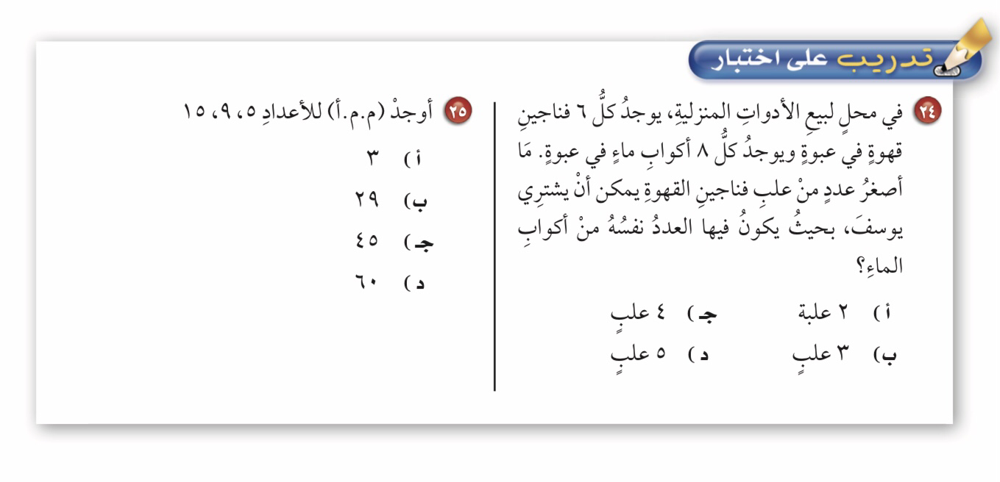 تدريب على اختبار
٢٤ في محلٍ لبيعِ الأدواتِ المنزليةِ، يوجدُ كلُّ ٦ فناجينِ
قهوةٍ في عبوةٍ ويوجدُ كلُّ ٨ أكوابِ ماءٍ في عبوةٍ. مَا
أصغرُ عددٍ منْ علبِ فناجينِ القهوةِ يمكن أنْ يشترِي
يوسفَ، بحيثُ يكونُ فيها العددُ نفسُهُ منْ أكوابِ
الماءِ؟
أ) ٢ علبة جـ) ٤ علبٍ
ب) ٣ علبٍ د) ٥ علبٍ
٢٥ أوجدْ (م.م.أ) للأعدادِ ٥، ٩، ١٥
أ) ٣
ب) ٢٩
جـ) ٤٥
د) ٦٠